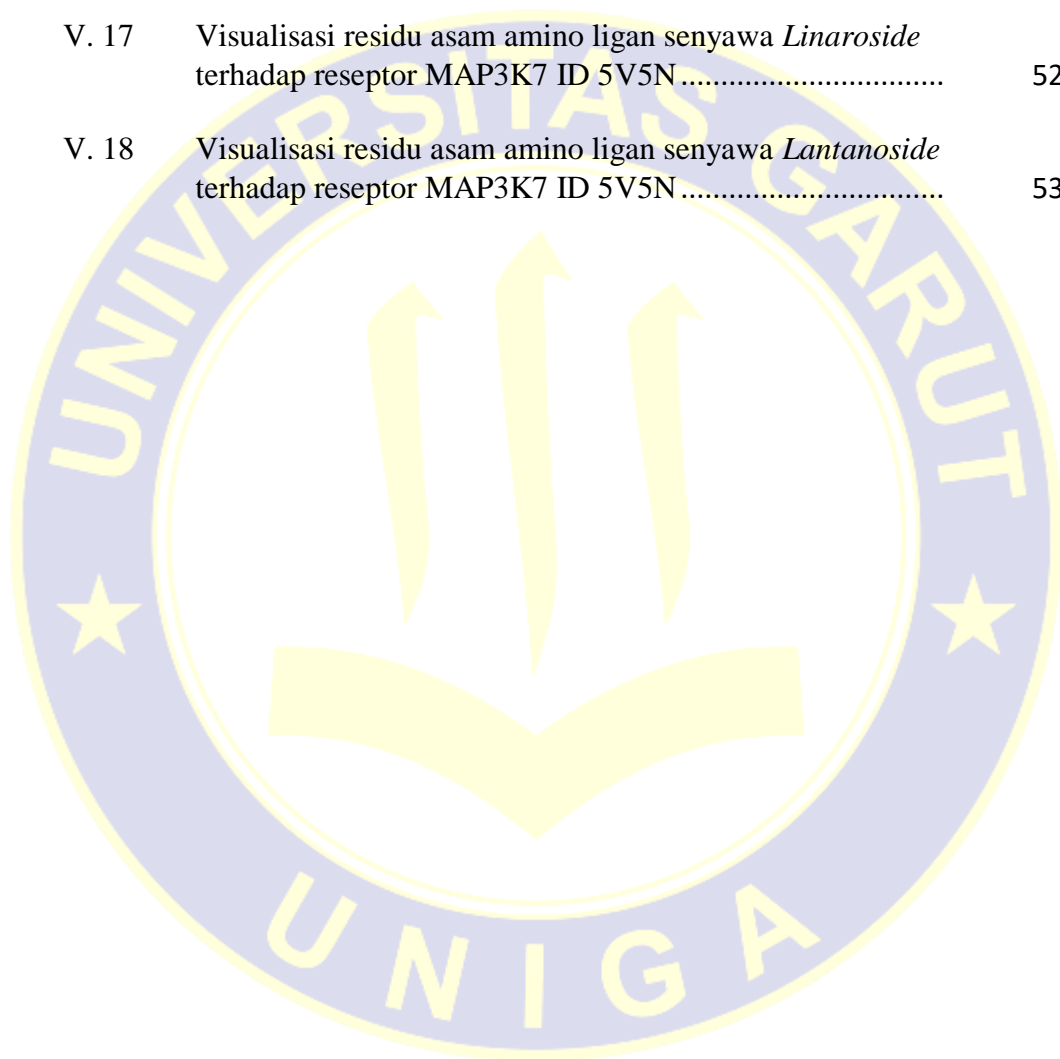 V. 17 Visualisasi residu asam amino ligan senyawa Linaroside
terhadap reseptor MAP3K7 ID 5V5N ............................... 52
V. 18 Visualisasi residu asam amino ligan senyawa Lantanoside
terhadap reseptor MAP3K7 ID 5V5N ............................... 53
UNIVERSITAS GARUT
UNIGA